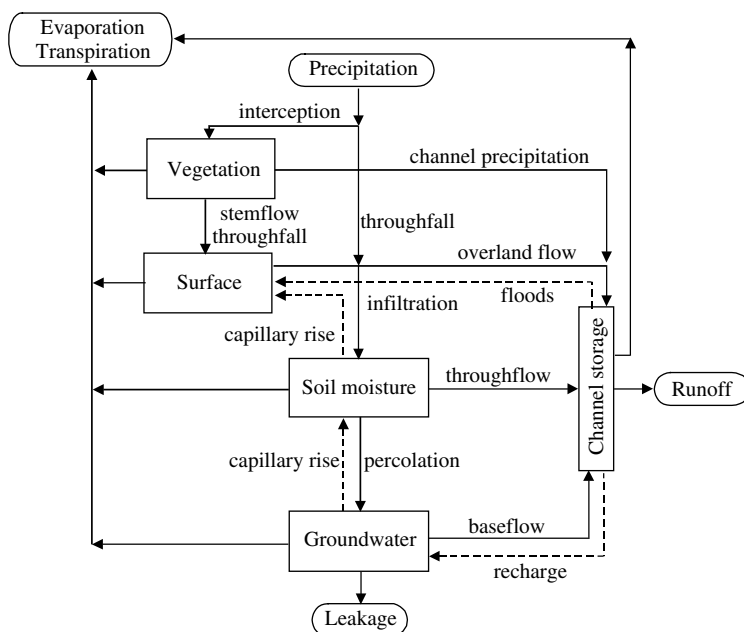 Evaporation
Transpiration
Precipitation
interception
Vegetation
channel precipitation
stemflow
throughfall
throughfall
overland flow
Surface
floods
infiltration
capillary rise
Channel storage
Soil moisture
throughflow
Runoff
capillary rise
percolation
Groundwater
baseflow
recharge
Leakage